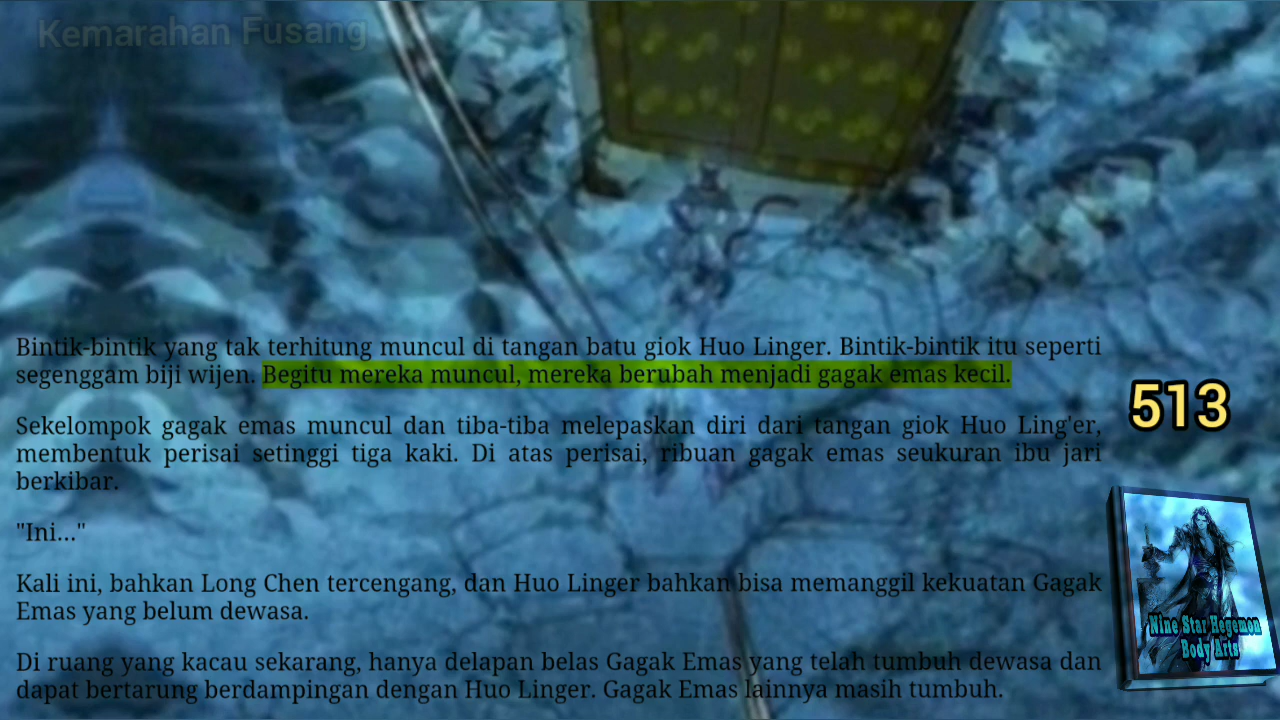 Kemarahan Fusang
Bintik-bintik yang tak terhitung muncul di tangan batu giok Huo Linger. Bintik-bintik itu seperti
segenggam biji wijen. Begitu mereka muncul, mereka berubah menjadi gagak emas kecil.
Sekelompok gagak emas muncul dan tiba-tiba melepaskan diri dari tangan giok Huo Ling'er,
membentuk perisai setinggi tiga kaki. Di atas perisai, ribuan gagak emas seukuran ibu jari
berkibar.
"Ini..."
Kali ini, bahkan Long Chen tercengang, dan Huo Linger bahkan bisa memanggil kekuatan Gagak
Emas yang belum dewasa.
Di ruang yang kacau sekarang, hanya delapan belas Gagak Emas yang telah tumbuh dewasa dan
dapat bertarung berdampingan dengan Huo Linger. Gagak Emas lainnya masih tumbuh.
513
Nine Star Hegemon
Body Arts